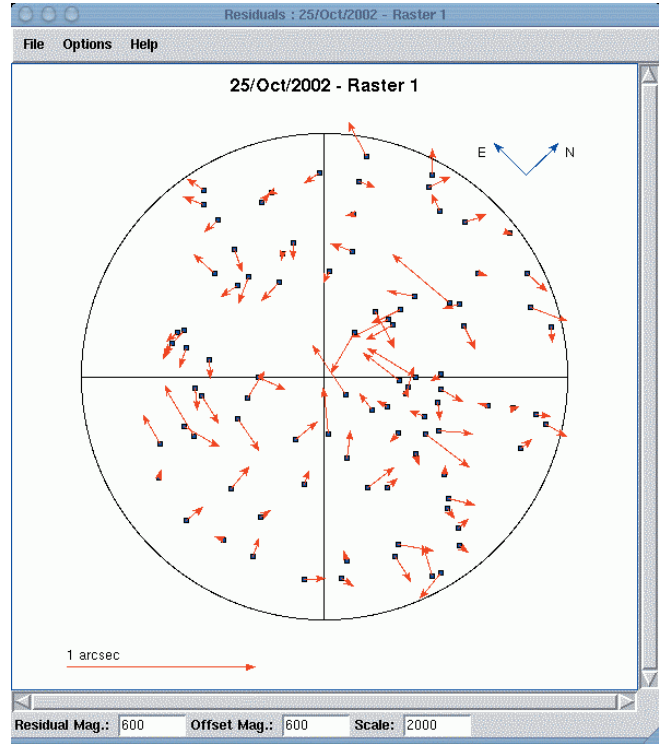 Residuals : 25/Oct/2002 - Raster 1
File Options Help
25/Oct/2002 - Raster 1
E N
1 arcsec
Residual Mag.: 600 Offset Mag.: 600 Scale: 2000